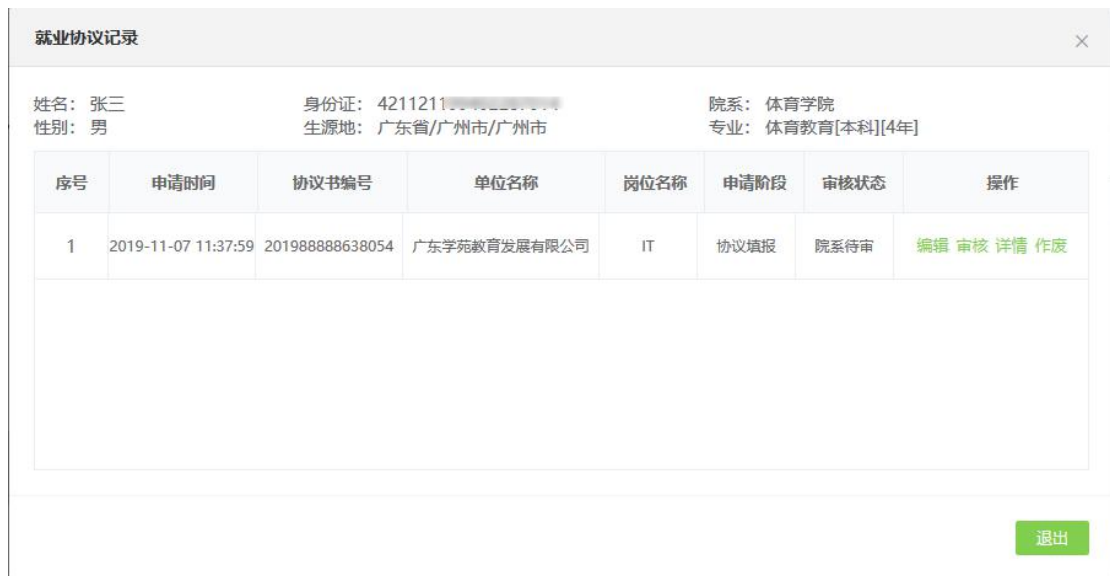 就业协议记录 ×
姓名： 张三 身份证： 4211211 院系： 体育学院
性别： 男 生源地： 广东省/广州市/广州市 专业： 体育教育[本科][4年]
序号 申请时间 协议书编号 单位名称 岗位名称 申请阶段 审核状态 操作
1 2019-11-07 11:37:59 201988888638054 广东学苑教育发展有限公司 IT 协议填报 院系待审 编辑 审核 详情 作废
退出